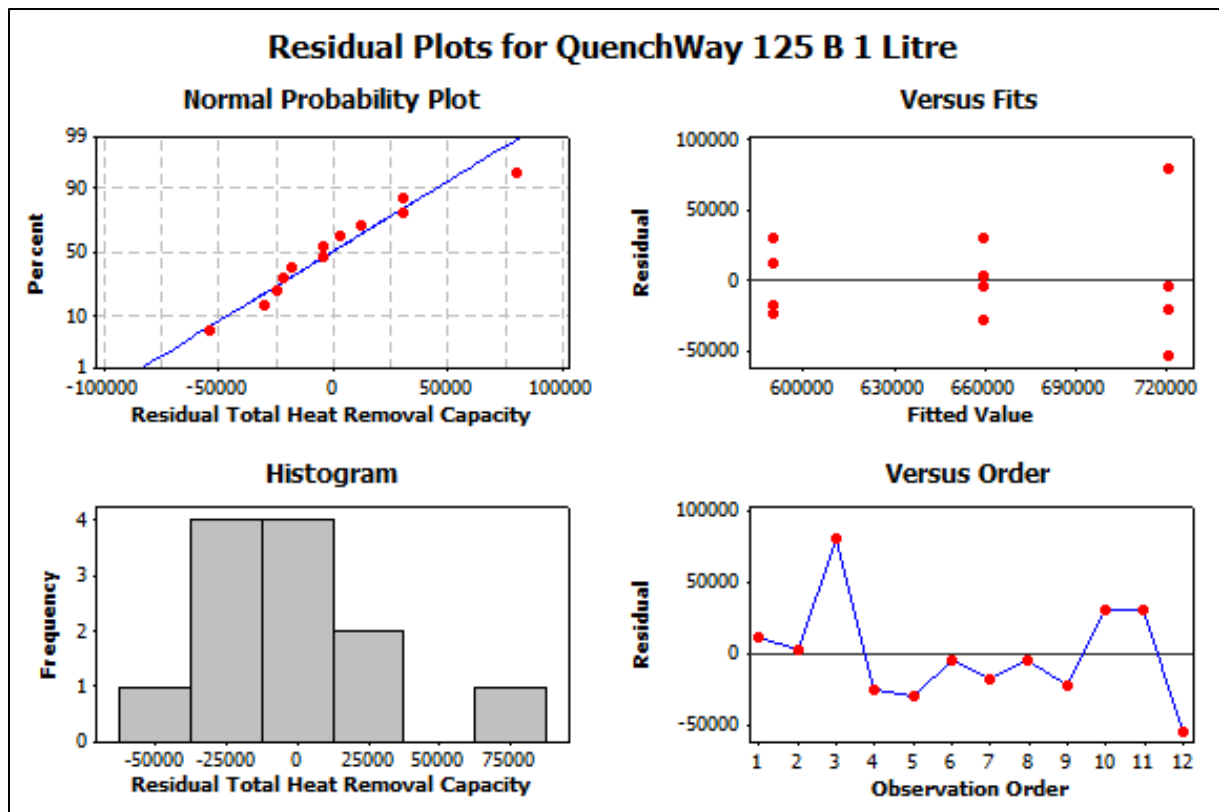 Residual Plots for QuenchWay 125 B 1 Litre
Normal Probability Plot
99
90
50
10
1
Percent
-100000 -50000 0 50000 100000
Residual Total Heat Removal Capacity
Versus Fits
100000
50000
0
-50000
Residual
600000 630000 660000 690000 720000
Fitted Value
Histogram
4
3
2
1
0
Frequency
-50000 -25000 0 25000 50000 75000
Residual Total Heat Removal Capacity
Versus Order
100000
50000
0
-50000
Residual
1 2 3 4 5 6 7 8 9 10 11 12
Observation Order